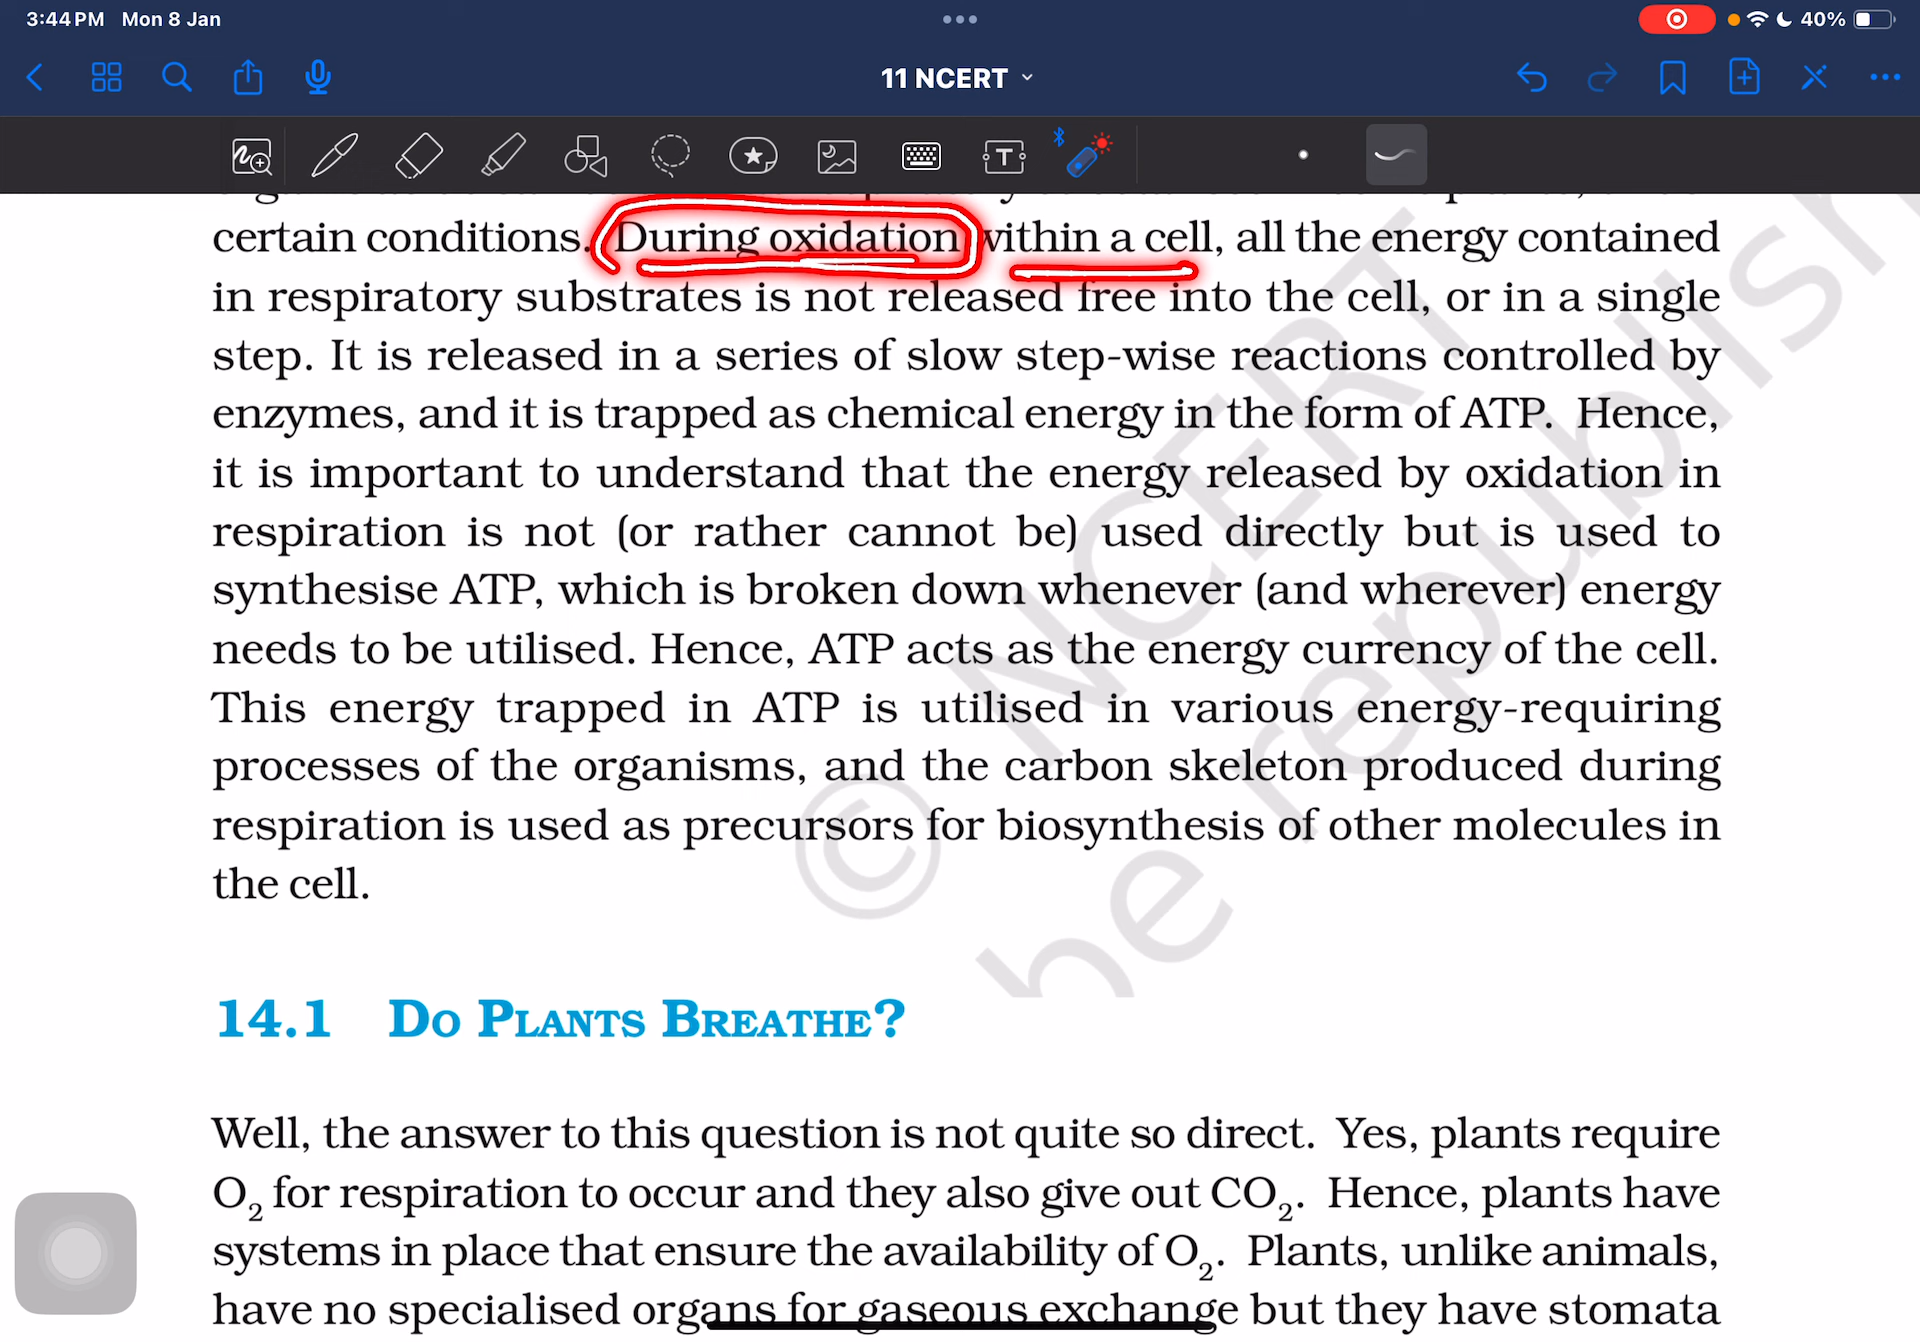 3:44 PM Mon 8 Jan
40%
11 NCERT
certain conditions. During oxidation within a cell, all the energy contained
in respiratory substrates is not released free into the cell, or in a single
step. It is released in a series of slow step-wise reactions controlled by
enzymes, and it is trapped as chemical energy in the form of ATP. Hence,
it is important to understand that the energy released by oxidation in
respiration is not (or rather cannot be) used directly but is used to
synthesise ATP, which is broken down whenever (and wherever) energy
needs to be utilised. Hence, ATP acts as the energy currency of the cell.
This energy trapped in ATP is utilised in various energy-requiring
processes of the organisms, and the carbon skeleton produced during
respiration is used as precursors for biosynthesis of other molecules in
the cell.
© NCERT
be republish
14.1 DO PLANTS BREATHE?
Well, the answer to this question is not quite so direct. Yes, plants require
O₂ for respiration to occur and they also give out CO₂. Hence, plants have
systems in place that ensure the availability of O₂. Plants, unlike animals,
have no specialised organs for gaseous exchange but they have stomata